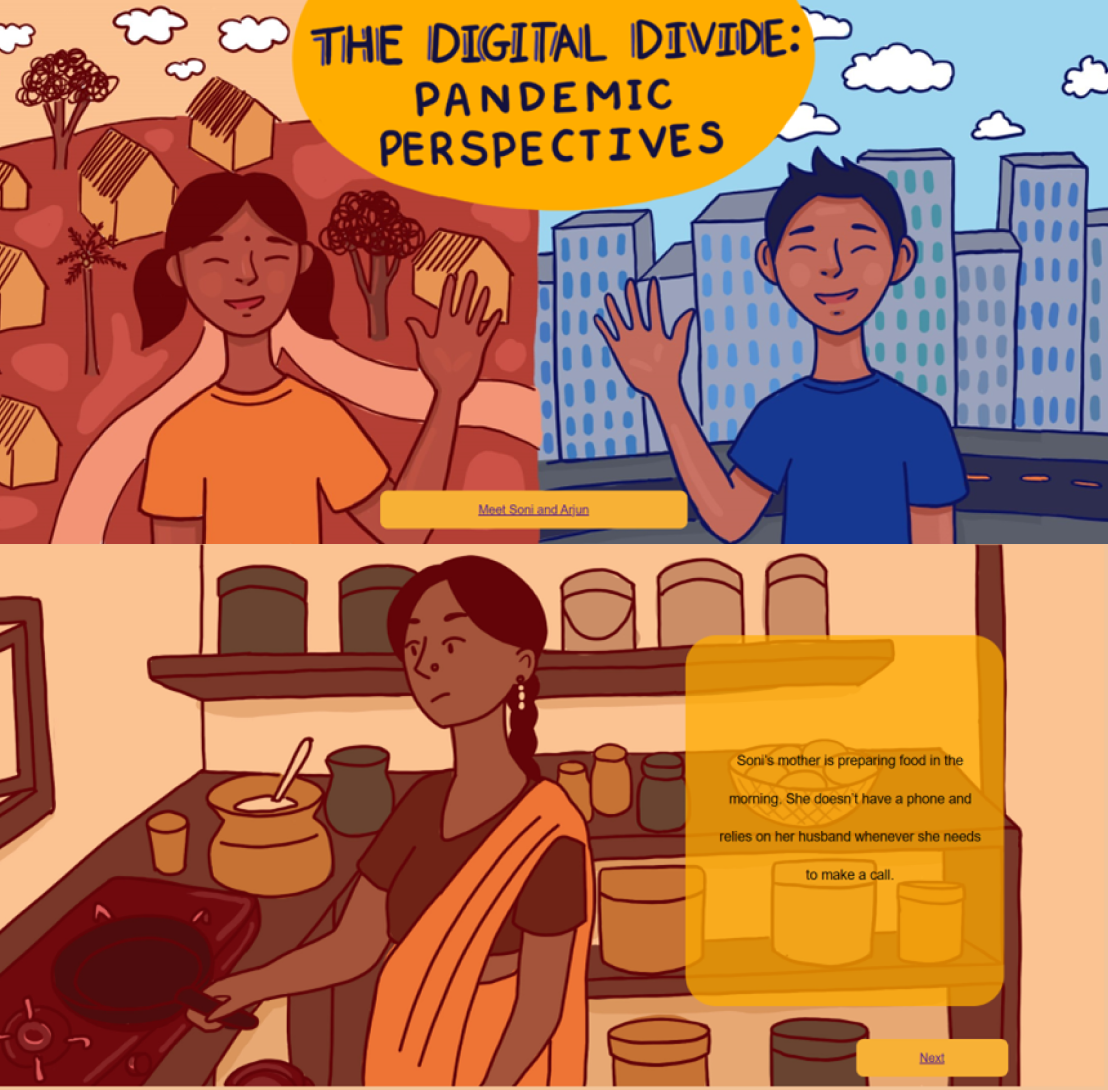 THE DIGITAL DIVIDE:
PANDEMIC
PERSPECTIVES
Meet Soni and Arjun
Soni's mother is preparing food in the
morning. She doesn't have a phone and
relies on her husband whenever she needs
to make a call.
Next